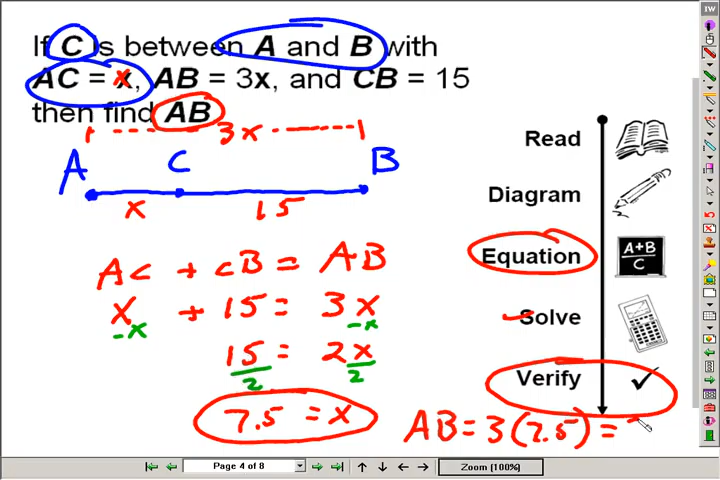 If C is between A and B with
AC = x, AB = 3x, and CB = 15
then find AB
3x
A C B
x 15
AC + CB = AB
x + 15 = 3x
-x -x
15 = 2x
2 2
7.5 = x
Read
Diagram
Equation
A+B
C
Solve
Verify
AB = 3(7.5) =
Page 4 of 8
Zoom [100%]
IW